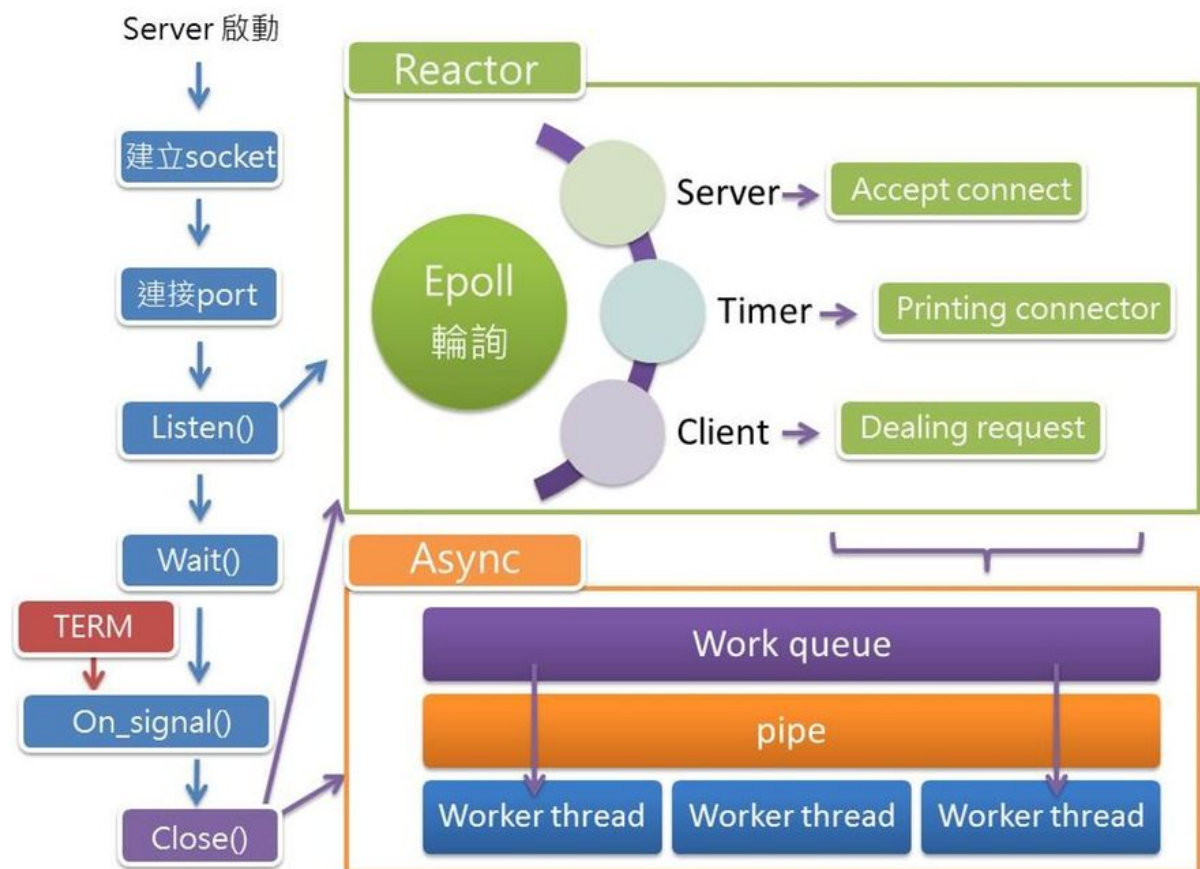 Server 啟動
建立socket
連接port
Listen()
Wait()
TERM
On_signal()
Close()
Reactor
Epoll
輪詢
Server
Accept connect
Timer
Printing connector
Client
Dealing request
Async
Work queue
pipe
Worker thread
Worker thread
Worker thread